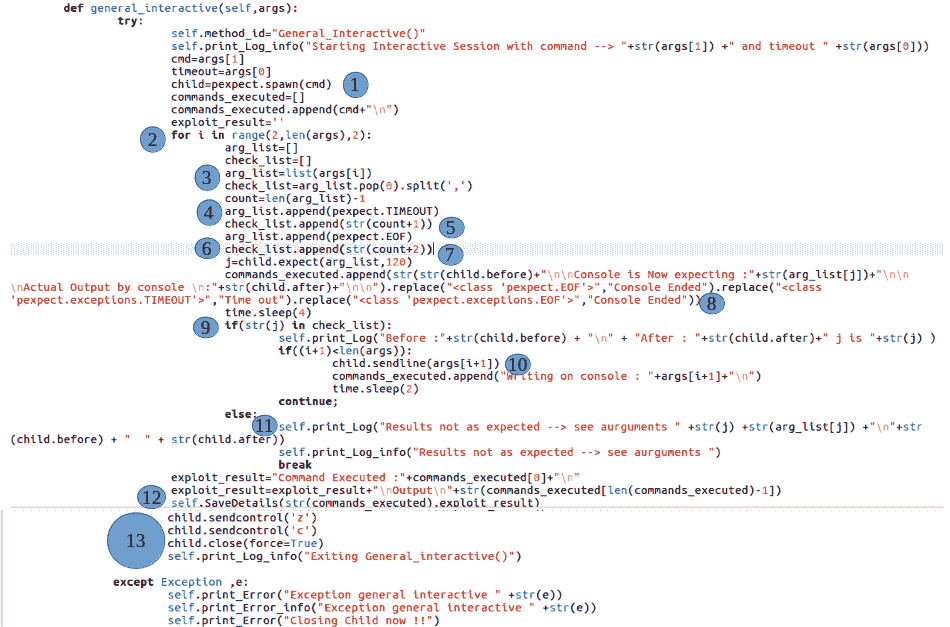 def general_interactive(self,args):
try:
self.method_id="General_Interactive()"
self.print_Log_info("Starting Interactive Session with command --> "+str(args[1]) +" and timeout " +str(args[0]))
cmd=args[1]
timeout=args[0]
child=pexpect.spawn(cmd) 1
commands_executed=[]
commands_executed.append(cmd+"\n")
exploit_result=''
2 for i in range(2,len(args),2):
arg_list=[]
check_list=[]
3 arg_list=list(args[i])
check_list=arg_list.pop(0).split(',')
count=len(arg_list)-1
4 arg_list.append(pexpect.TIMEOUT)
check_list.append(str(count+1)) 5
arg_list.append(pexpect.EOF)
6 check_list.append(str(count+2)) 7
j=child.expect(arg_list,120)
commands_executed.append(str(str(child.before)+"\n\nConsole is Now expecting :"+str(arg_list[j])+"\n\n
\nActual Output by console \n:"+str(child.after)+"\n\n").replace("<class 'pexpect.EOF'>","Console Ended").replace("<class
'pexpect.exceptions.TIMEOUT'>","Time out").replace("<class 'pexpect.exceptions.EOF'>","Console Ended")) 8
time.sleep(4)
9 if(str(j) in check_list):
self.print_Log("Before :"+str(child.before) + "\n" + "After : "+str(child.after)+" j is "+str(j) )
if((i+1)<len(args)):
child.sendline(args[i+1]) 10
commands_executed.append("Writing on console : "+args[i+1]+"\n")
time.sleep(2)
continue;
else:
11 self.print_Log("Results not as expected --> see aurguments " +str(j) +str(arg_list[j]) +"\n"+str
(child.before) + "  " + str(child.after))
self.print_Log_info("Results not as expected --> see aurguments ")
break
exploit_result="Command Executed :"+commands_executed[0]+"\n"
exploit_result=exploit_result+"\nOutput\n"+str(commands_executed[len(commands_executed)-1])
12 self.SaveDetails(str(commands_executed),exploit_result)
child.sendcontrol('z')
child.sendcontrol('c')
13 child.close(force=True)
self.print_Log_info("Exiting General_interactive()")
except Exception ,e:
self.print_Error("Exception general interactive " +str(e))
self.print_Error_info("Exception general interactive " +str(e))
self.print_Error("Closing Child now !!")